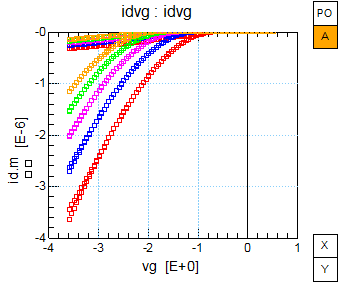 idvg : idvg
PO
A
-0
-1
-2
-3
-4
id.m [E-6]
-4 -3 -2 -1 0 1
vg [E+0]
X
Y